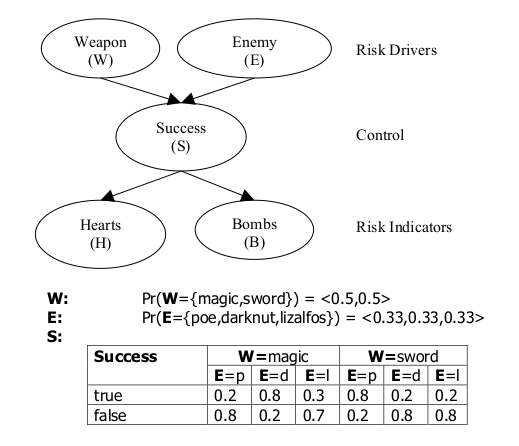 Weapon
(W)
Enemy
(E)
Risk Drivers
Success
(S)
Control
Hearts
(H)
Bombs
(B)
Risk Indicators
W: Pr(W={magic,sword}) = <0.5,0.5>
E: Pr(E={poe,darknut,lizalfos}) = <0.33,0.33,0.33>
S:
Success W=magic W=sword
E=p E=d E=l E=p E=d E=l
true 0.2 0.8 0.3 0.8 0.2 0.2
false 0.8 0.2 0.7 0.2 0.8 0.8